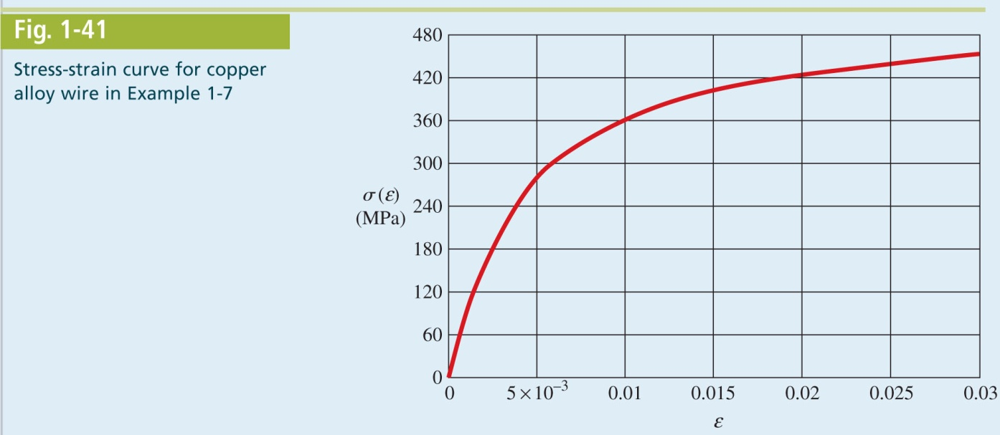 Fig. 1-41
Stress-strain curve for copper
alloy wire in Example 1-7
480
420
360
300
σ(ε)
(MPa)
240
180
120
60
0
0 5×10⁻³ 0.01 0.015 0.02 0.025 0.03
ε